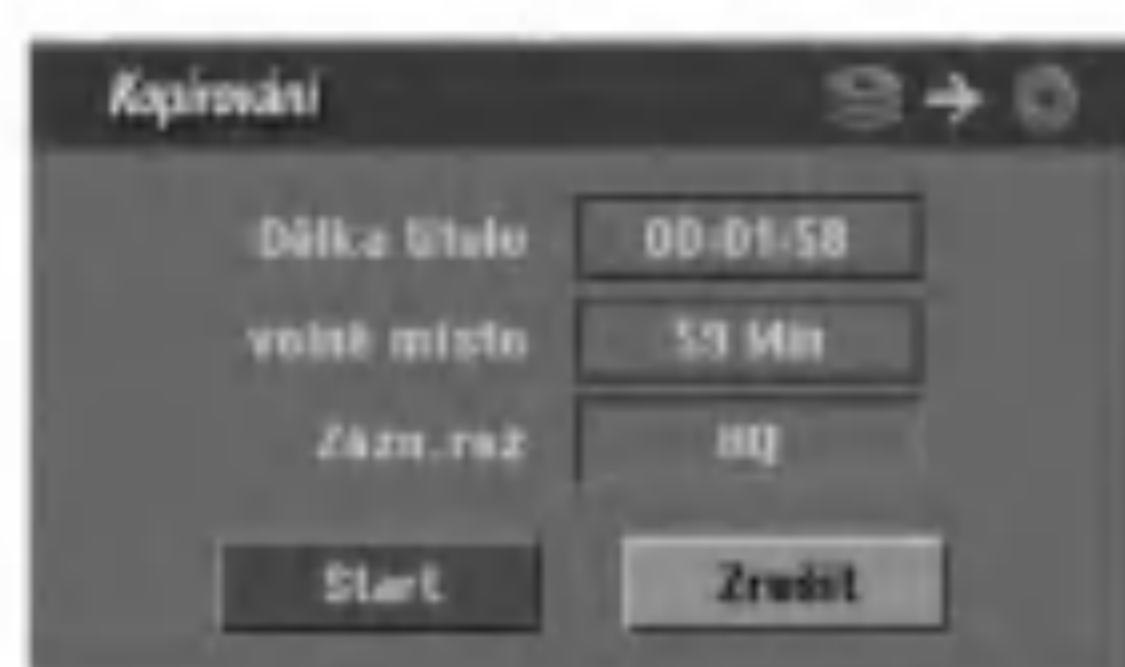 Kopírování
Délka titulu 00:01:58
volné místo 59 Min
Zázn.rež HQ
Start Zrušit